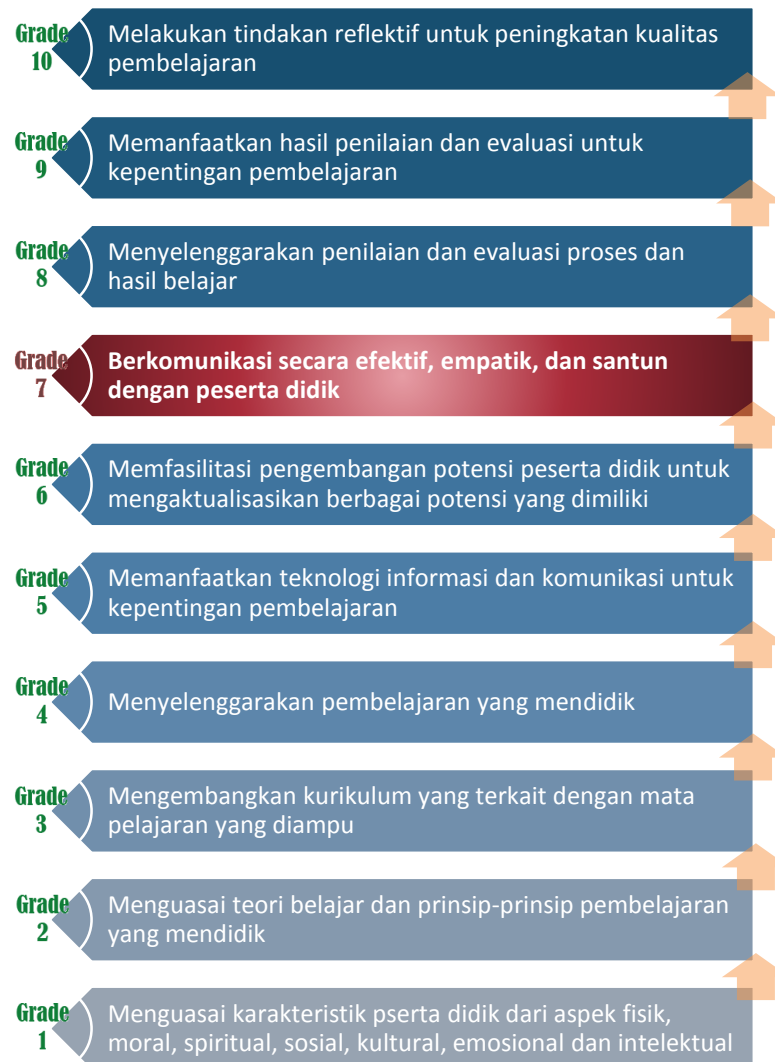 Grade
10
Melakukan tindakan reflektif untuk peningkatan kualitas
pembelajaran
Grade
9
Memanfaatkan hasil penilaian dan evaluasi untuk
kepentingan pembelajaran
Grade
8
Menyelenggarakan penilaian dan evaluasi proses dan
hasil belajar
Grade
7
Berkomunikasi secara efektif, empatik, dan santun
dengan peserta didik
Grade
6
Memfasilitasi pengembangan potensi peserta didik untuk
mengaktualisasikan berbagai potensi yang dimiliki
Grade
5
Memanfaatkan teknologi informasi dan komunikasi untuk
kepentingan pembelajaran
Grade
4
Menyelenggarakan pembelajaran yang mendidik
Grade
3
Mengembangkan kurikulum yang terkait dengan mata
pelajaran yang diampu
Grade
2
Menguasai teori belajar dan prinsip-prinsip pembelajaran
yang mendidik
Grade
1
Menguasai karakteristik pserta didik dari aspek fisik,
moral, spiritual, sosial, kultural, emosional dan intelektual